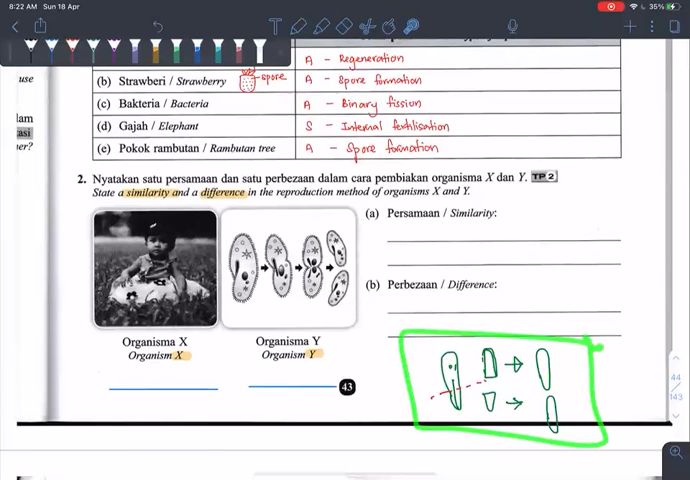 8:22 AM Sun 18 Apr
35%
use
A - Regeneration
(b) Strawberi / Strawberry
spore
A - Spore formation
lam
(c) Bakteria / Bacteria
A - Binary fission
asi
(d) Gajah / Elephant
S - Internal fertilisation
er?
(e) Pokok rambutan / Rambutan tree
A - Spore formation
2. Nyatakan satu persamaan dan satu perbezaan dalam cara pembiakan organisma X dan Y. TP 2
State a similarity and a difference in the reproduction method of organisms X and Y.
(a) Persamaan / Similarity:
(b) Perbezaan / Difference:
Organisma X
Organism X
Organisma Y
Organism Y
43
44
143